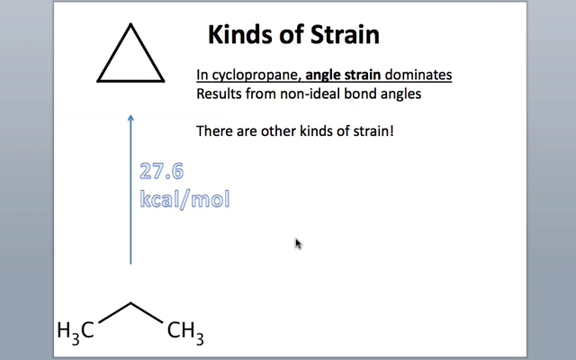 Kinds of Strain
In cyclopropane, angle strain dominates
Results from non-ideal bond angles
There are other kinds of strain!
27.6
kcal/mol
H₃C CH₃